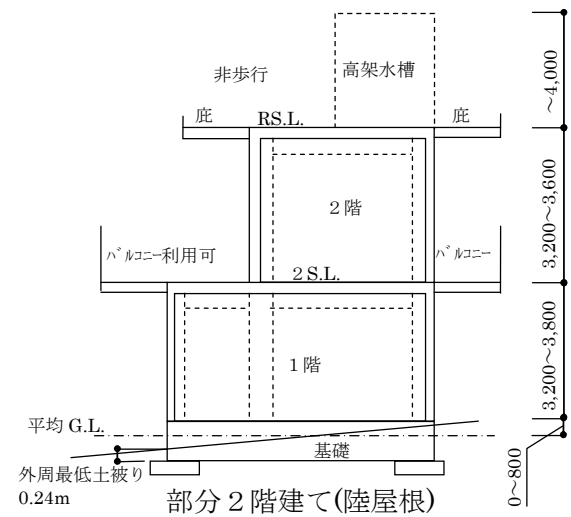 非歩行
高架水槽
～4,000
庇
RS.L.
庇
2階
3,200～3,600
ﾊﾞﾙｺﾆｰ利用可
ﾊﾞﾙｺﾆｰ
2 S.L.
1階
3,200～3,800
平均 G.L.
基礎
外周最低土被り
0.24m
0～800
部分2階建て(陸屋根)